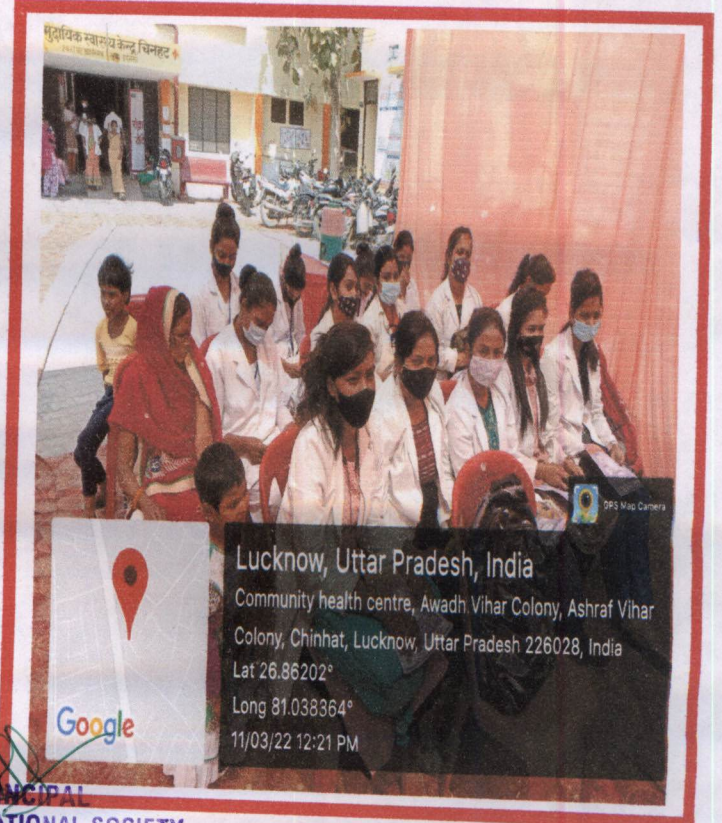 मुदायिक स्वास्थ्य केन्द्र चिनहट
GPS Map Camera
Lucknow, Uttar Pradesh, India
Community health centre, Awadh Vihar Colony, Ashraf Vihar
Colony, Chinhat, Lucknow, Uttar Pradesh 226028, India
Lat 26.86202°
Long 81.038364°
11/03/22 12:21 PM
Google
NCIPAL
TIONAL SOCIETY